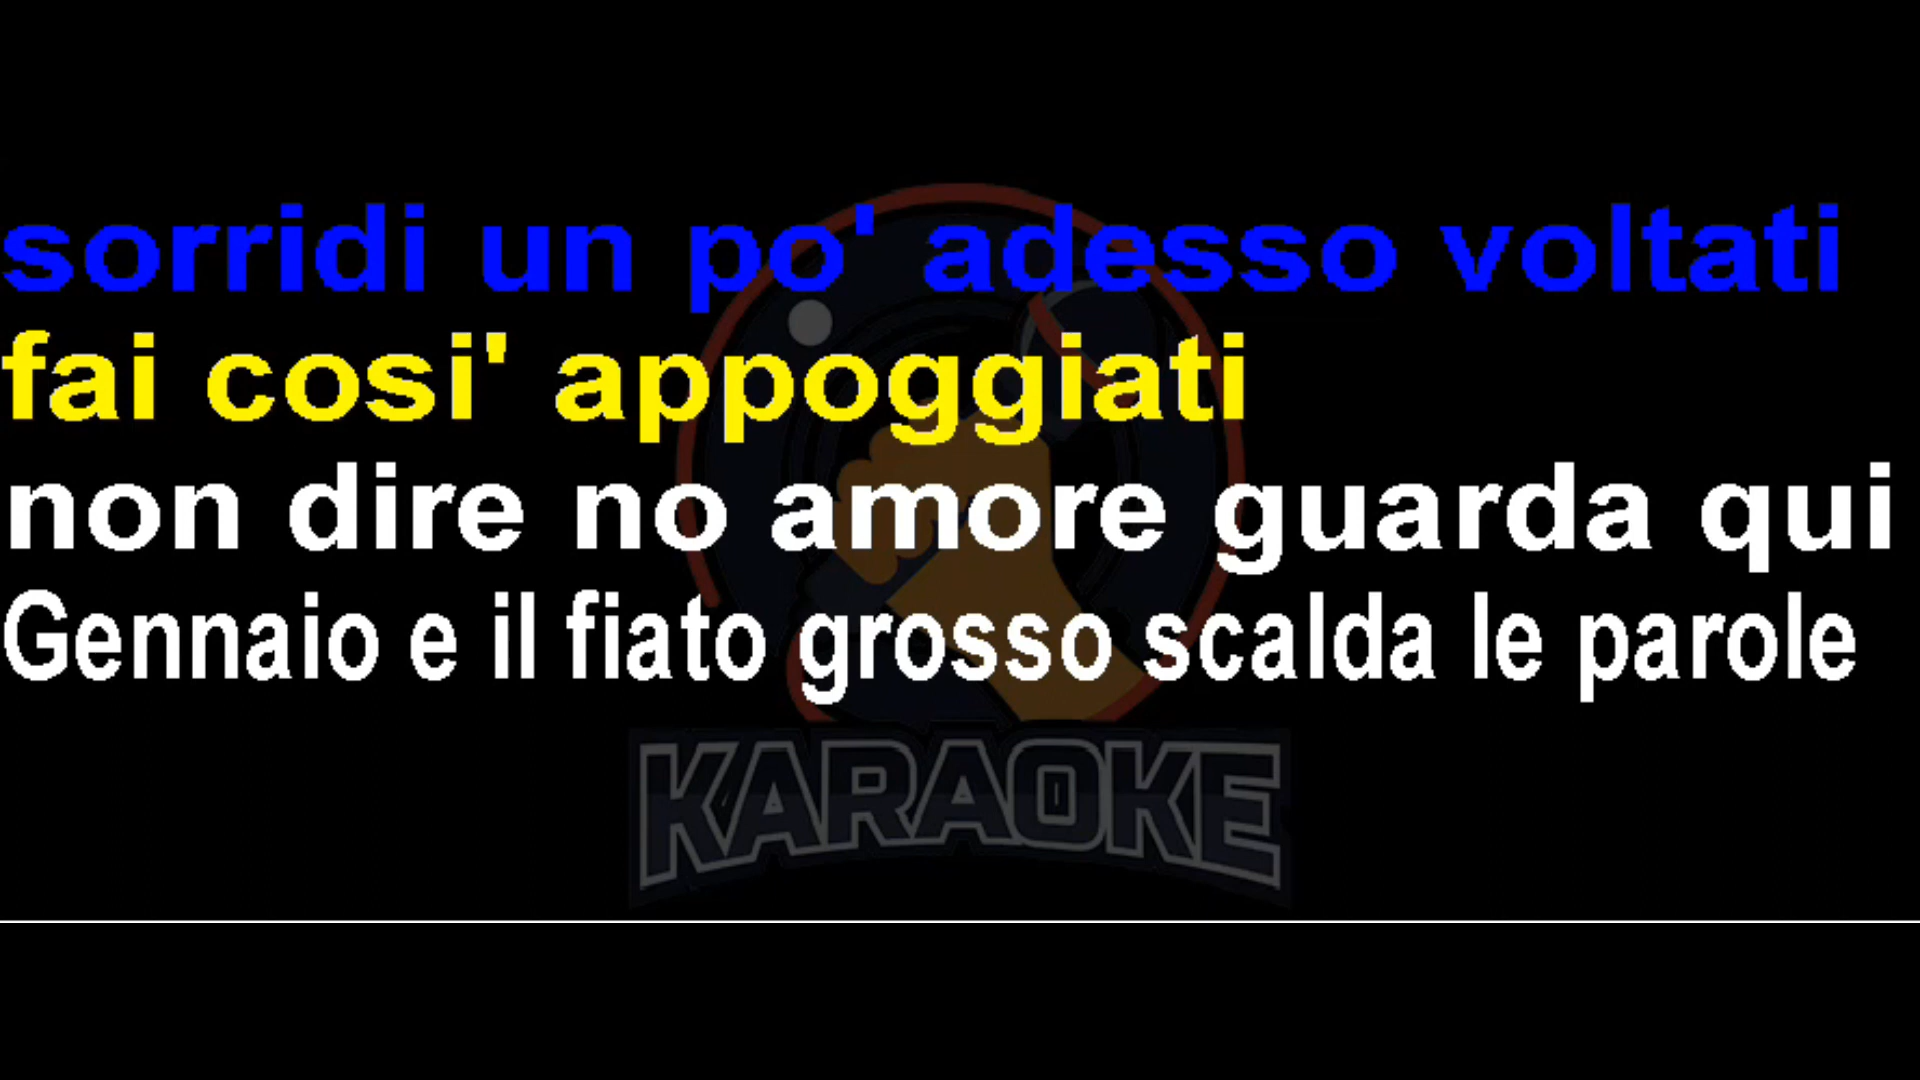 sorridi un po' adesso voltati
fai cosi' appoggiati
non dire no amore guarda qui
Gennaio e il fiato grosso scalda le parole
KARAOKE